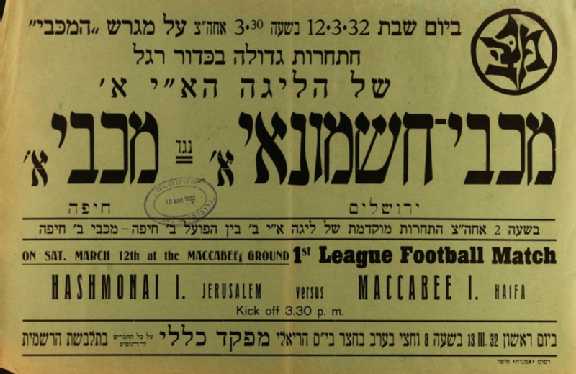 ביום שבת 12·3·32 בשעה 3·30 אחה"צ על מגרש "המכבי"
תחרות גדולה בכדור רגל
של הליגה הא"י א'
מכבי-חשמונאי א' נגד מכבי א'
ירושלים חיפה
בשעה 2 אחה"צ התחרות מוקדמת של ליגה א"י ב' בין הפועל ב' חיפה - מכבי ב' חיפה
ON SAT. MARCH 12th at the MACCABEE GROUND 1st League Football Match
HASHMONAI I. JERUSALEM versus MACCABEE I. HAIFA
Kick off 3.30 p. m.
ביום ראשון 13 III. 32 בשעה 8 וחצי בערב בחצר בי"ס הריאלי מפקד כללי בתלבשת הרשמית